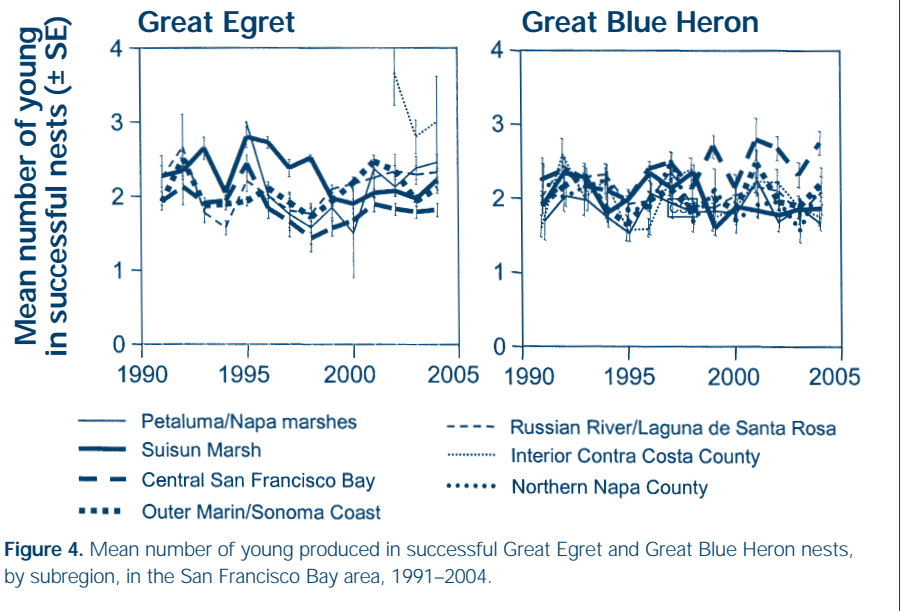 Great Egret
Great Blue Heron
Mean number of young
in successful nests (± SE)
4
3
2
1
0
1990
1995
2000
2005
4
3
2
1
0
1990
1995
2000
2005
Petaluma/Napa marshes
Suisun Marsh
Central San Francisco Bay
Outer Marin/Sonoma Coast
Russian River/Laguna de Santa Rosa
Interior Contra Costa County
Northern Napa County
Figure 4. Mean number of young produced in successful Great Egret and Great Blue Heron nests,
by subregion, in the San Francisco Bay area, 1991–2004.